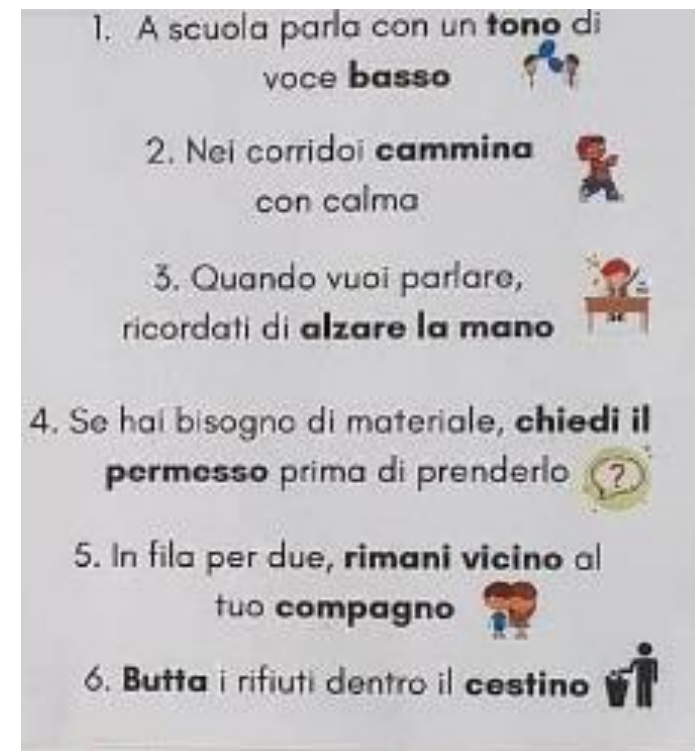 1. A scuola parla con un tono di
voce basso
2. Nei corridoi cammina
con calma
3. Quando vuoi parlare,
ricordati di alzare la mano
4. Se hai bisogno di materiale, chiedi il
permesso prima di prenderlo
?
5. In fila per due, rimani vicino al
tuo compagno
6. Butta i rifiuti dentro il cestino